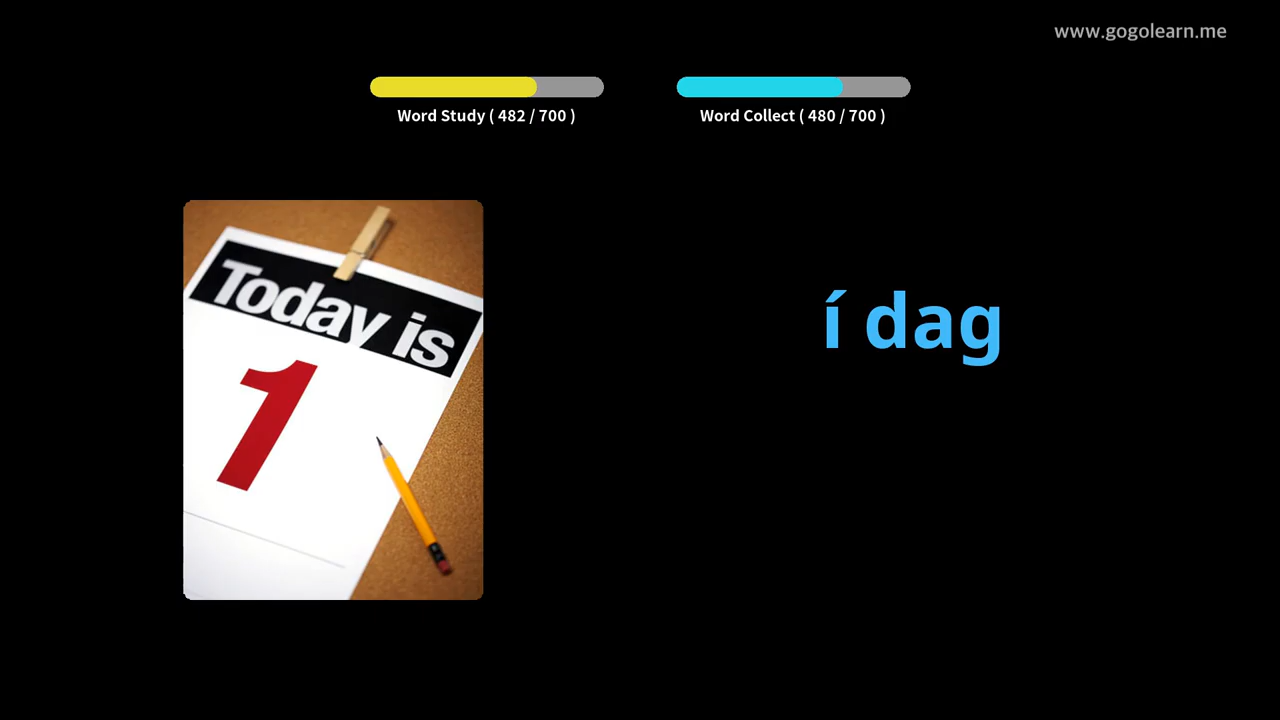 www.gogolearn.me
Word Study ( 482 / 700 )
Word Collect ( 480 / 700 )
Today is
1
í dag